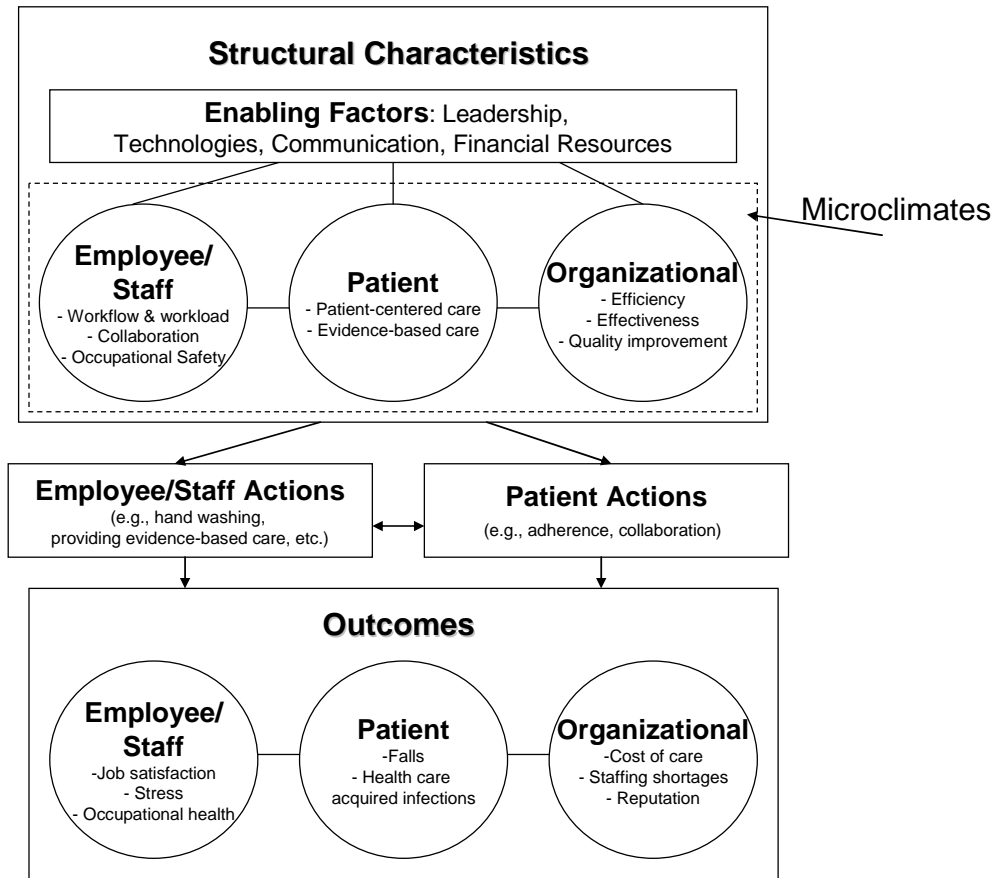 Structural Characteristics
Enabling Factors: Leadership,
Technologies, Communication, Financial Resources
Microclimates
Employee/
Staff
- Workflow & workload
- Collaboration
- Occupational Safety
Patient
- Patient-centered care
- Evidence-based care
Organizational
- Efficiency
- Effectiveness
- Quality improvement
Employee/Staff Actions
(e.g., hand washing,
providing evidence-based care, etc.)
Patient Actions
(e.g., adherence, collaboration)
Outcomes
Employee/
Staff
-Job satisfaction
- Stress
- Occupational health
Patient
-Falls
- Health care
acquired infections
Organizational
-Cost of care
- Staffing shortages
- Reputation